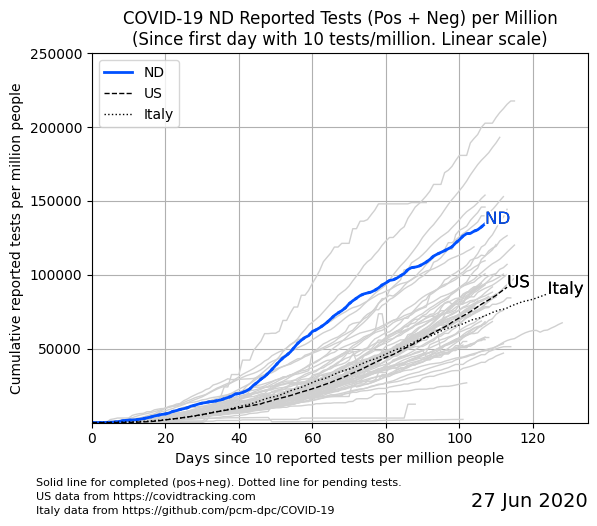 COVID-19 ND Reported Tests (Pos + Neg) per Million
(Since first day with 10 tests/million. Linear scale)
250000
200000
150000
100000
50000
Cumulative reported tests per million people
ND
US
Italy
ND
US
Italy
0 20 40 60 80 100 120
Days since 10 reported tests per million people
Solid line for completed (pos+neg). Dotted line for pending tests.
US data from https://covidtracking.com
Italy data from https://github.com/pcm-dpc/COVID-19
27 Jun 2020